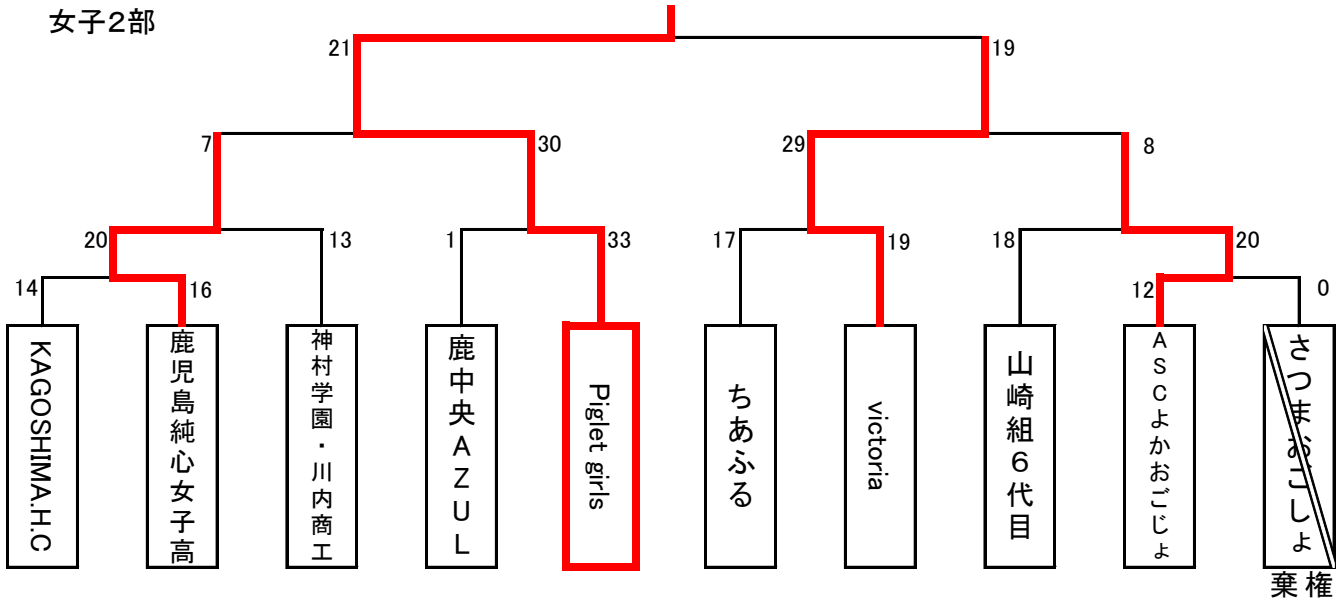 女子2部
21
19
7
30
29
8
20
13
1
33
17
19
18
20
14
16
12
0
KAGOSHIMA.H.C
鹿児島純心女子高
神村学園・川内商工
鹿中央AZUL
Piglet girls
ちあふる
victoria
山崎組6代目
ASCよかおごじょ
さつまおごじょ
棄権